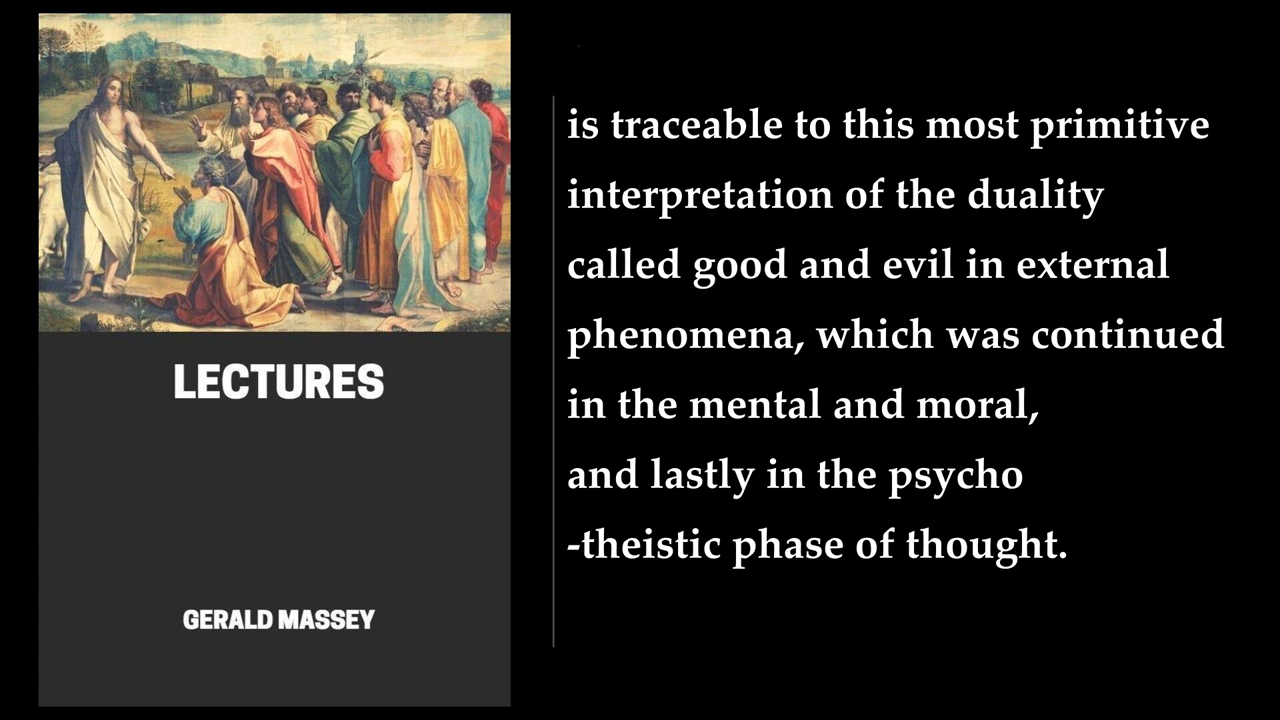 LECTURES
GERALD MASSEY
is traceable to this most primitive
interpretation of the duality
called good and evil in external
phenomena, which was continued
in the mental and moral,
and lastly in the psycho
-theistic phase of thought.